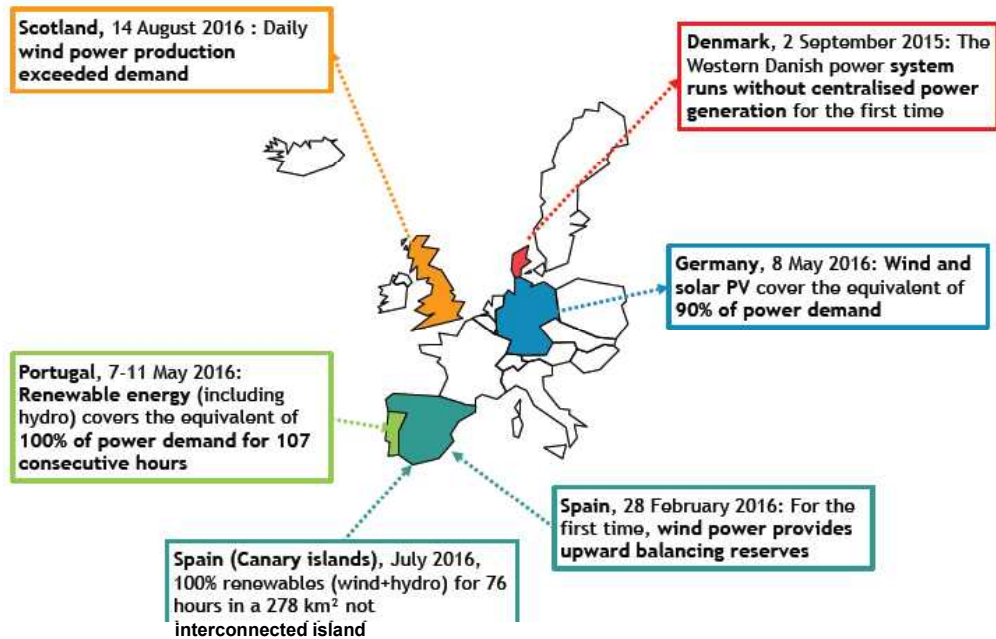 Scotland, 14 August 2016 : Daily
wind power production
exceeded demand
Denmark, 2 September 2015: The
Western Danish power system
runs without centralised power
generation for the first time
Germany, 8 May 2016: Wind and
solar PV cover the equivalent of
90% of power demand
Portugal, 7-11 May 2016:
Renewable energy (including
hydro) covers the equivalent of
100% of power demand for 107
consecutive hours
Spain, 28 February 2016: For the
first time, wind power provides
upward balancing reserves
Spain (Canary islands), July 2016,
100% renewables (wind+hydro) for 76
hours in a 278 km² not
interconnected island